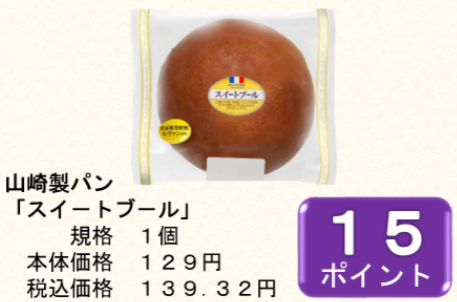 スイートブール
山崎製パン
「スイートブール」
規格　１個
本体価格　１２９円
税込価格　１３９.３２円
１５
ポイント